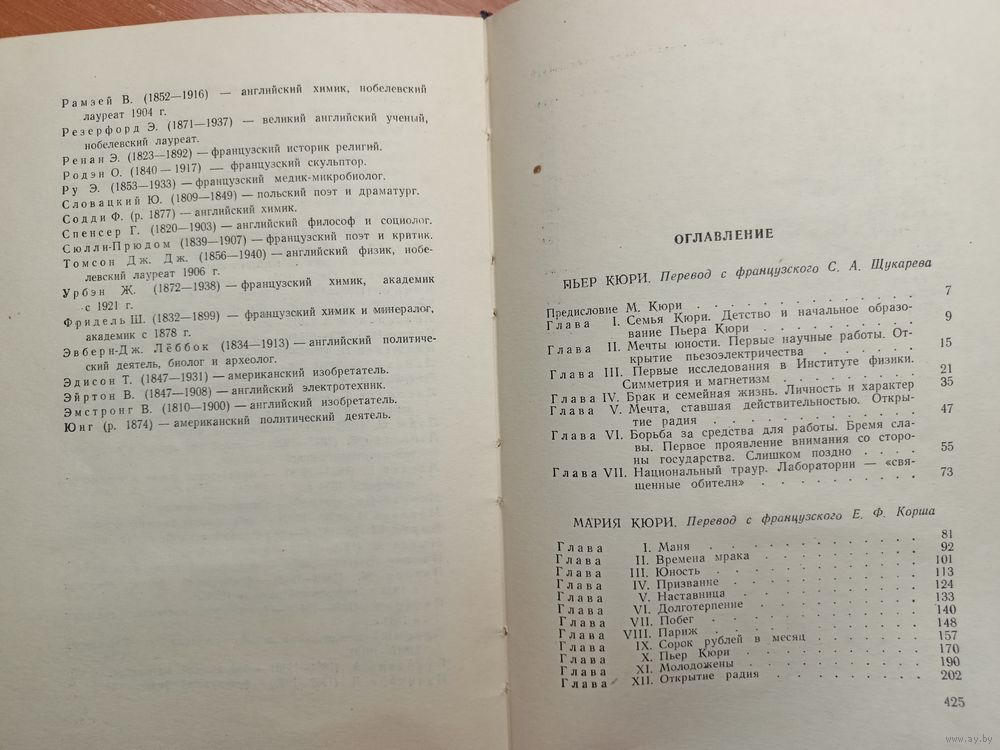 Рамзей В. (1852—1916) — английский химик, нобелевский
лауреат 1904 г.
Резерфорд Э. (1871—1937) — великий английский ученый,
нобелевский лауреат.
Ренан Э. (1823—1892) — французский историк религий.
Родэн О. (1840—1917) — французский скульптор.
Ру Э. (1853—1933) — французский медик-микробиолог.
Словацкий Ю. (1809—1849) — польский поэт и драматург.
Содди Ф. (р. 1877) — английский химик.
Спенсер Г. (1820—1903) — английский философ и социолог.
Сюлли-Прюдом (1839—1907) — французский поэт и критик.
Томсон Дж. Дж. (1856—1940) — английский физик, нобе-
левский лауреат 1906 г.
Урбэн Ж. (1872—1938) — французский химик, академик
с 1921 г.
Фридель Ш. (1832—1899) — французский химик и минералог,
академик с 1878 г.
Эвбери-Дж. Лёббок (1834—1913) — английский политиче-
ский деятель, биолог и археолог.
Эдисон Т. (1847—1931) — американский изобретатель.
Эйртон В. (1847—1908) — английский электротехник.
Эмстронг В. (1810—1900) — английский изобретатель.
Юнг (р. 1874) — американский политический деятель.
ОГЛАВЛЕНИЕ
ПЬЕР КЮРИ. Перевод с французского С. А. Щукарева
Предисловие М. Кюри . . . . . . . . . . . . 7
Глава I. Семья Кюри. Детство и начальное образо-
вание Пьера Кюри . . . . . . . . . 9
Глава II. Мечты юности. Первые научные работы. От-
крытие пьезоэлектричества . . . . . . 15
Глава III. Первые исследования в Институте физики.
Симметрия и магнетизм . . . . . . . . 21
Глава IV. Брак и семейная жизнь. Личность и характер 35
Глава V. Мечта, ставшая действительностью. Откры-
тие радия . . . . . . . . . . . . 47
Глава VI. Борьба за средства для работы. Бремя сла-
вы. Первое проявление внимания со сторо-
ны государства. Слишком поздно . . . . 55
Глава VII. Национальный траур. Лаборатории — «свя-
щенные обители» . . . . . . . . . . 73
МАРИЯ КЮРИ. Перевод с французского Е. Ф. Корша
Глава I. Маня . . . . . . . . . . . . 81
Глава II. Времена мрака . . . . . . . . . 92
Глава III. Юность . . . . . . . . . . . . 101
Глава IV. Призвание . . . . . . . . . . . 113
Глава V. Наставница . . . . . . . . . . . 124
Глава VI. Долготерпение . . . . . . . . . 133
Глава VII. Побег . . . . . . . . . . . . 140
Глава VIII. Париж . . . . . . . . . . . . 148
Глава IX. Сорок рублей в месяц . . . . . . 157
Глава X. Пьер Кюри . . . . . . . . . . . 170
Глава XI. Молодожены . . . . . . . . . . 190
Глава XII. Открытие радия . . . . . . . . 202
425
www.ay.by